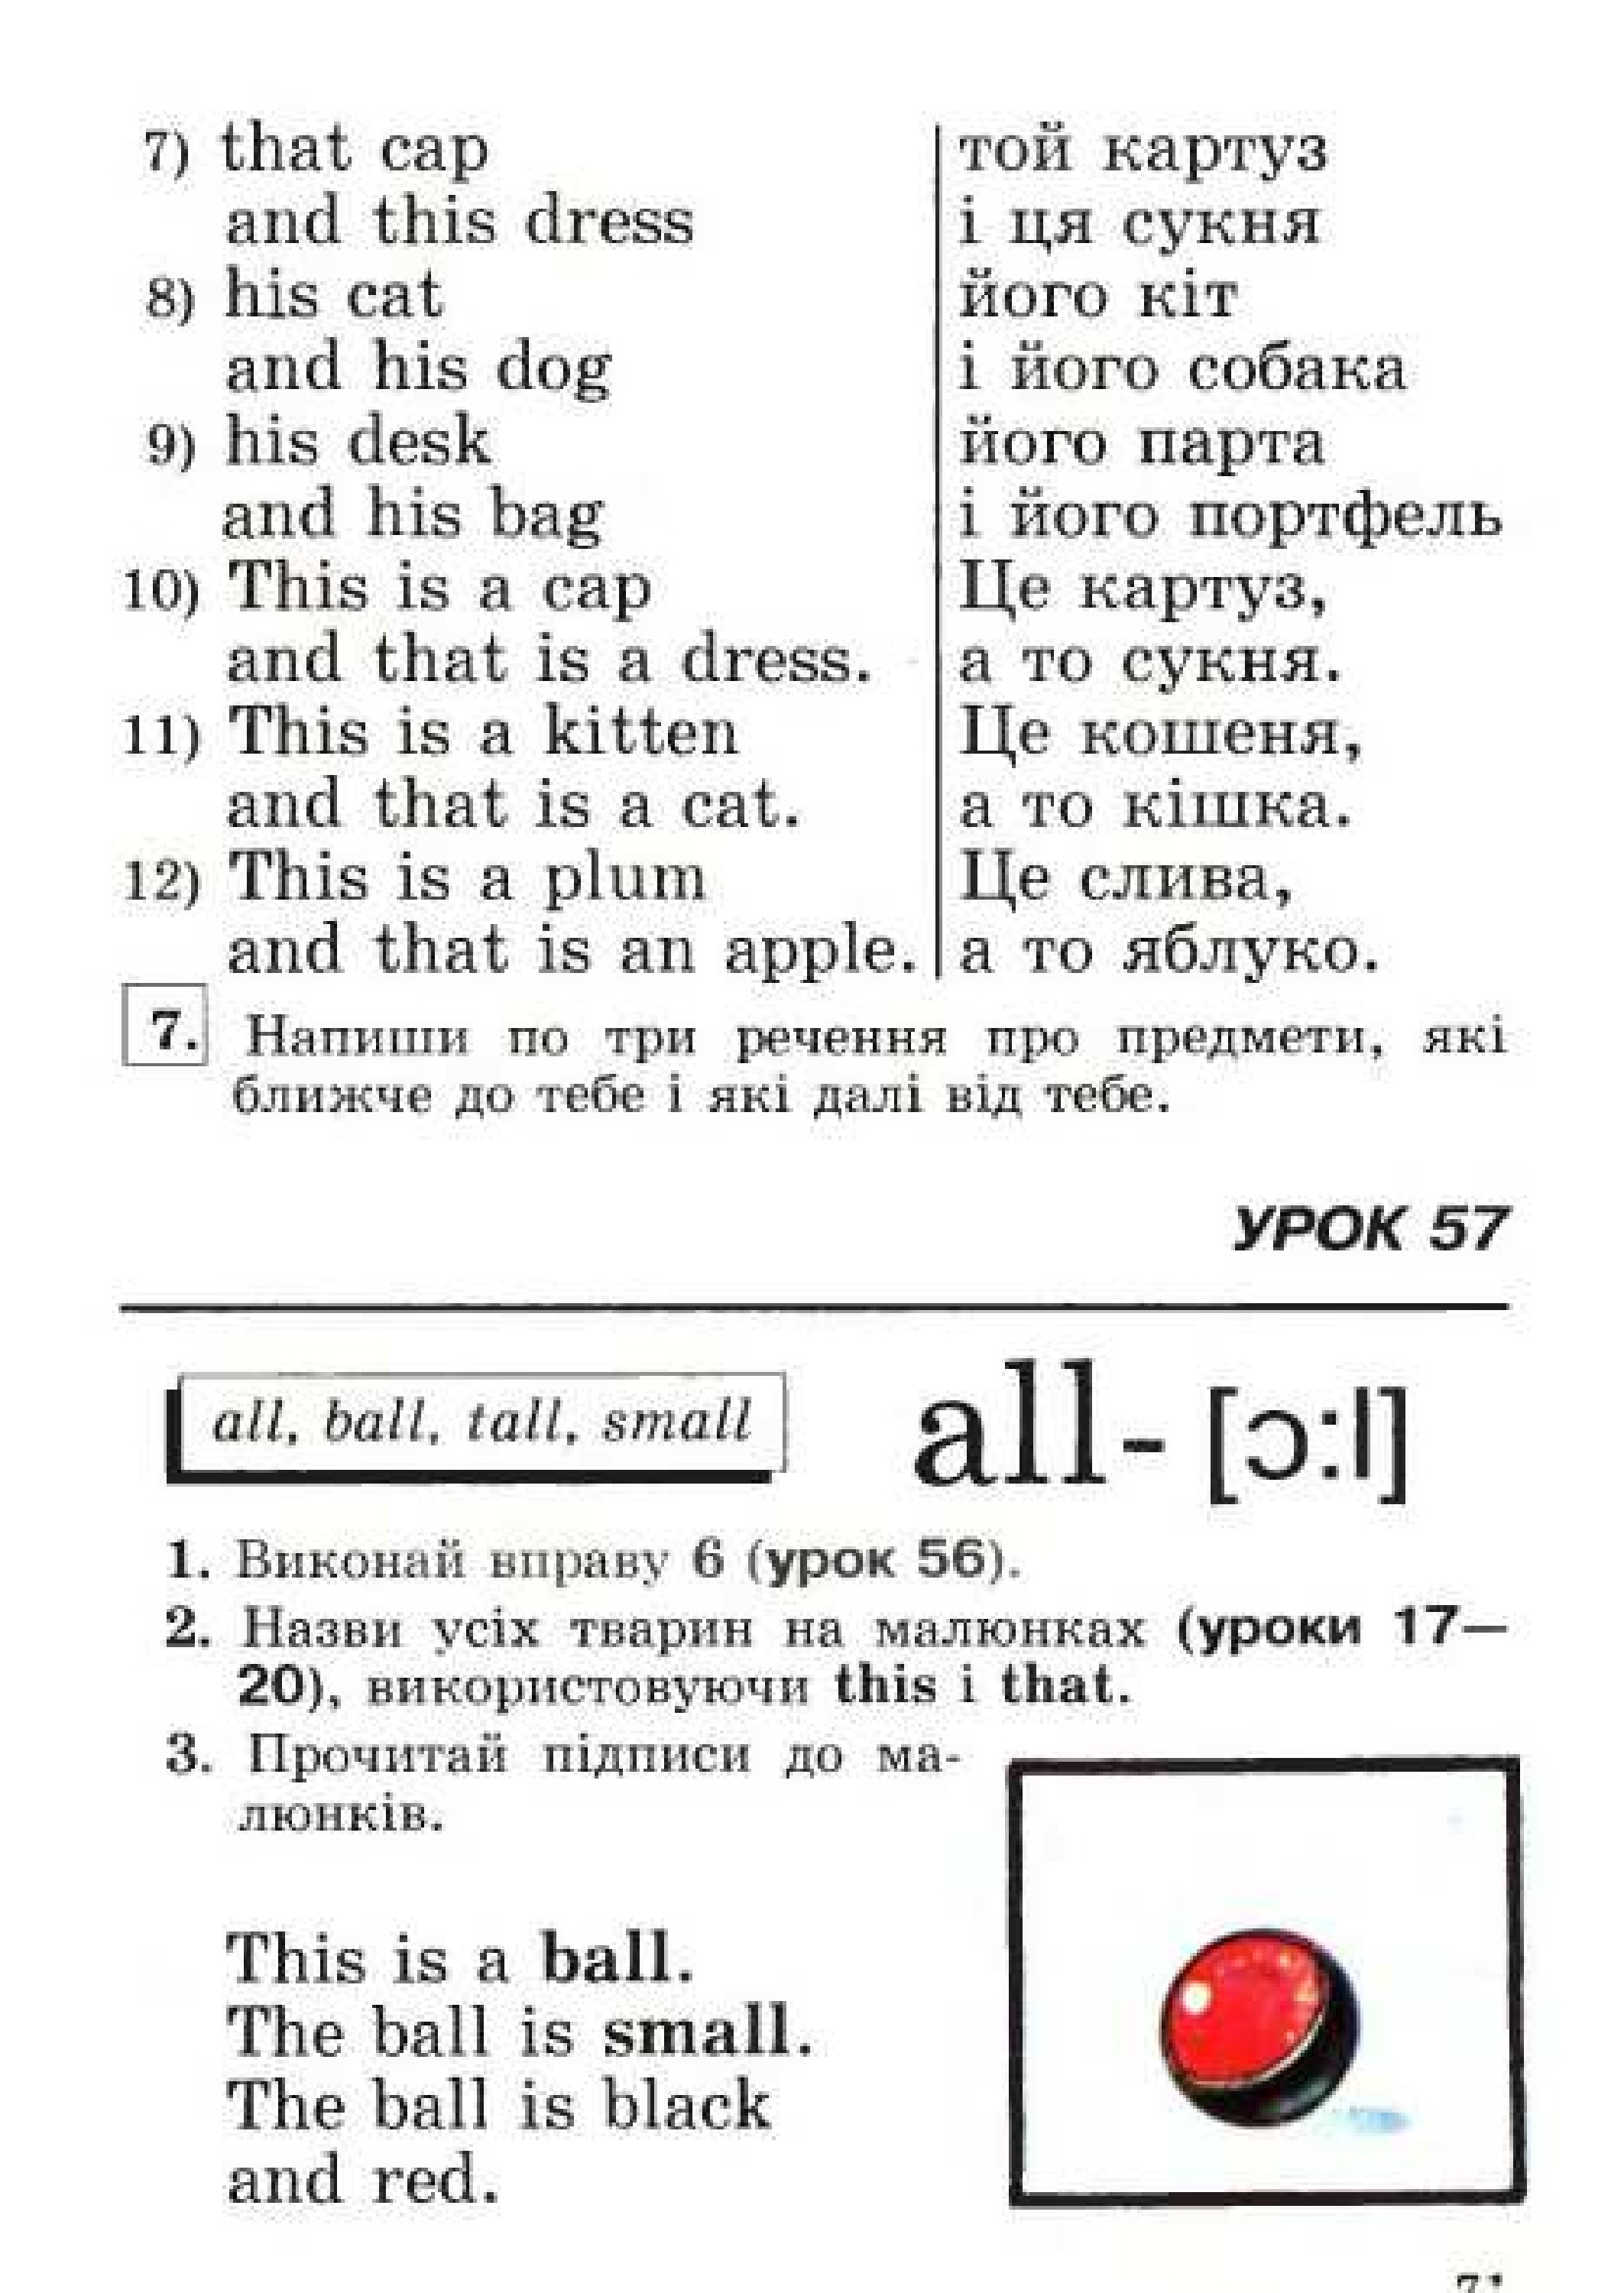 7) that cap | той картуз
and this dress | і ця сукня
8) his cat | його кіт
and his dog | і його собака
9) his desk | його парта
and his bag | і його портфель
10) This is a cap | Це картуз,
and that is a dress. | а то сукня.
11) This is a kitten | Це кошеня,
and that is a cat. | а то кішка.
12) This is a plum | Це слива,
and that is an apple. | а то яблуко.
7. Напиши по три речення про предмети, які
ближче до тебе і які далі від тебе.
УРОК 57
all, ball, tall, small
all- [ɔ:l]
1. Виконай вправу 6 (урок 56).
2. Назви усіх тварин на малюнках (уроки 17—
20), використовуючи this і that.
3. Прочитай підписи до ма-
люнків.
This is a ball.
The ball is small.
The ball is black
and red.